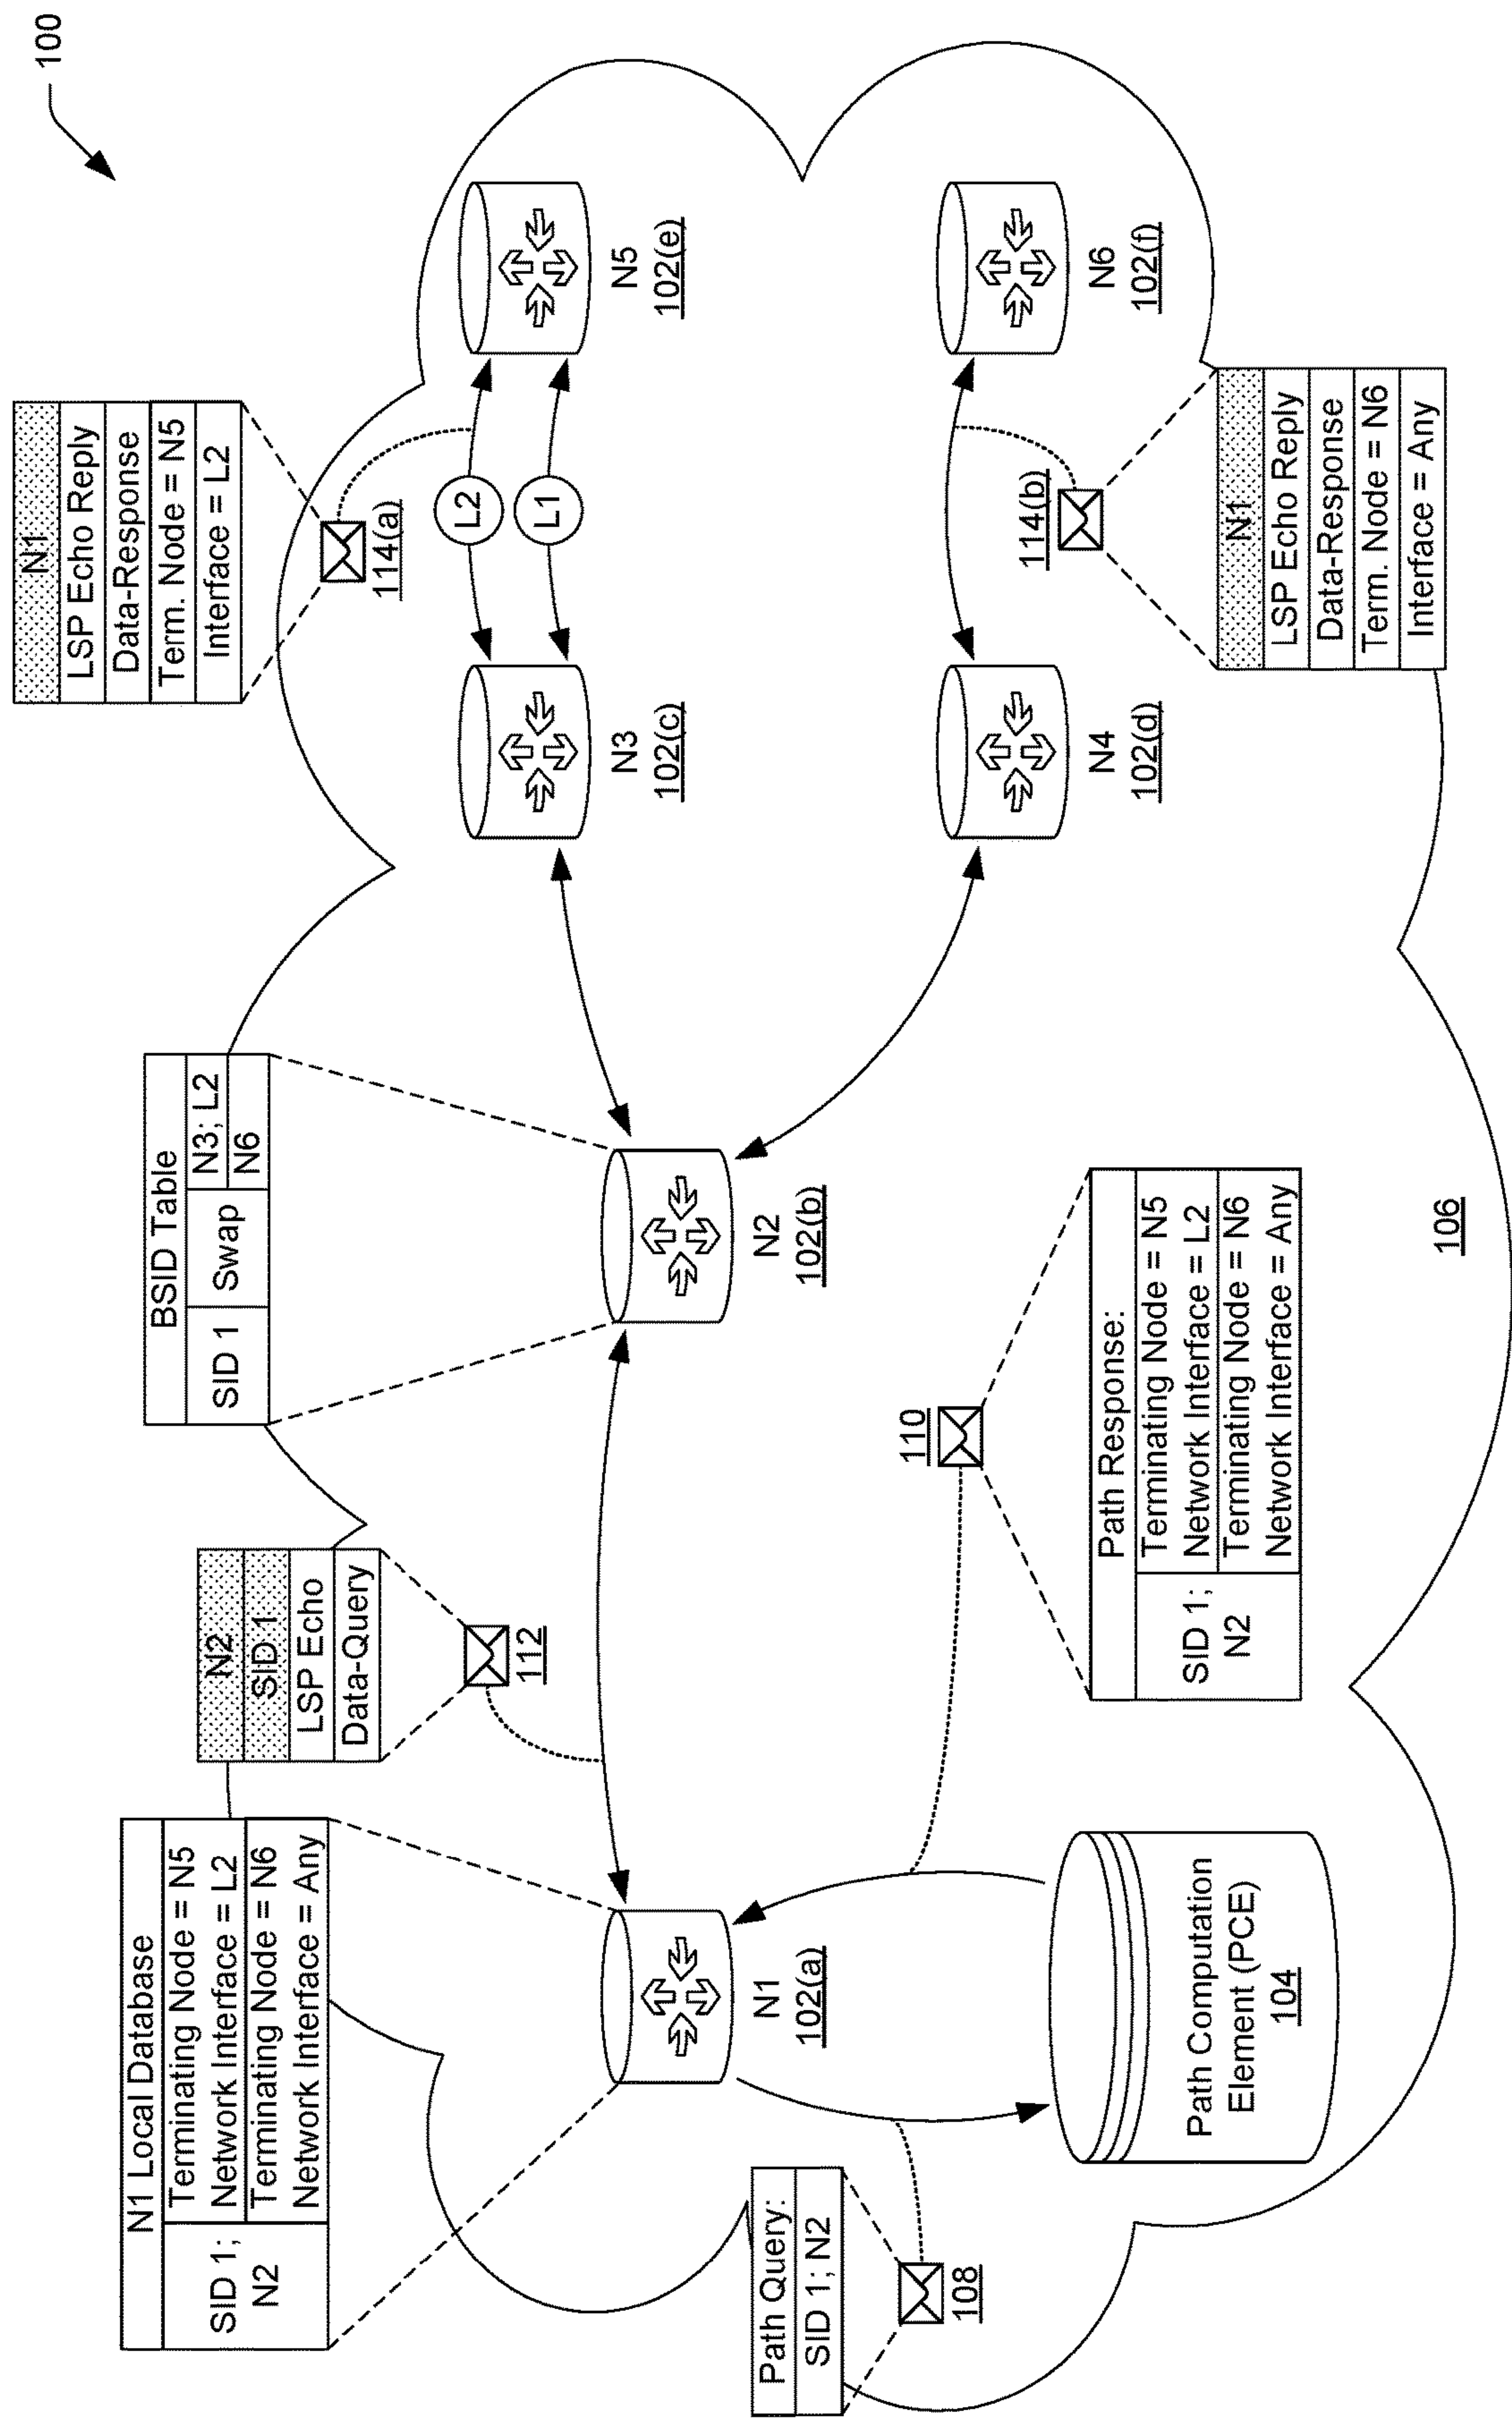 100
N1 Local Database
SID 1;
N2
Terminating Node = N5
Network Interface = L2
Terminating Node = N6
Network Interface = Any
N2
SID 1
LSP Echo
Data-Query
112
BSID Table
SID 1
Swap
N3; L2
N6
N1
LSP Echo Reply
Data-Response
Term. Node = N5
Interface = L2
114(a)
L2
L1
N1
102(a)
N2
102(b)
N3
102(c)
N5
102(e)
N4
102(d)
N6
102(f)
Path Query:
SID 1; N2
108
Path Computation
Element (PCE)
104
110
Path Response:
SID 1;
N2
Terminating Node = N5
Network Interface = L2
Terminating Node = N6
Network Interface = Any
114(b)
N1
LSP Echo Reply
Data-Response
Term. Node = N6
Interface = Any
106